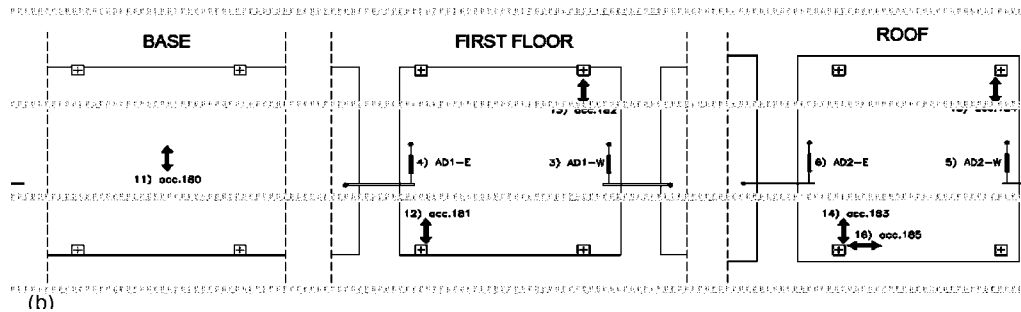 BASE
FIRST FLOOR
ROOF
4) AD1-E
3) AD1-W
6) AD2-E
5) AD2-W
11) acc.180
12) acc.181
14) acc.183
16) acc.185
(b)